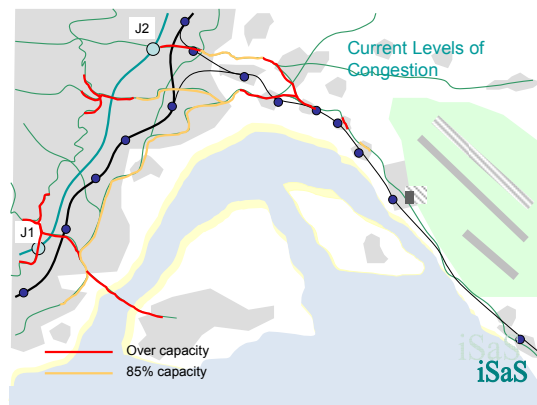 J2
Current Levels of
Congestion
J1
Over capacity
85% capacity
iSaS
iSaS